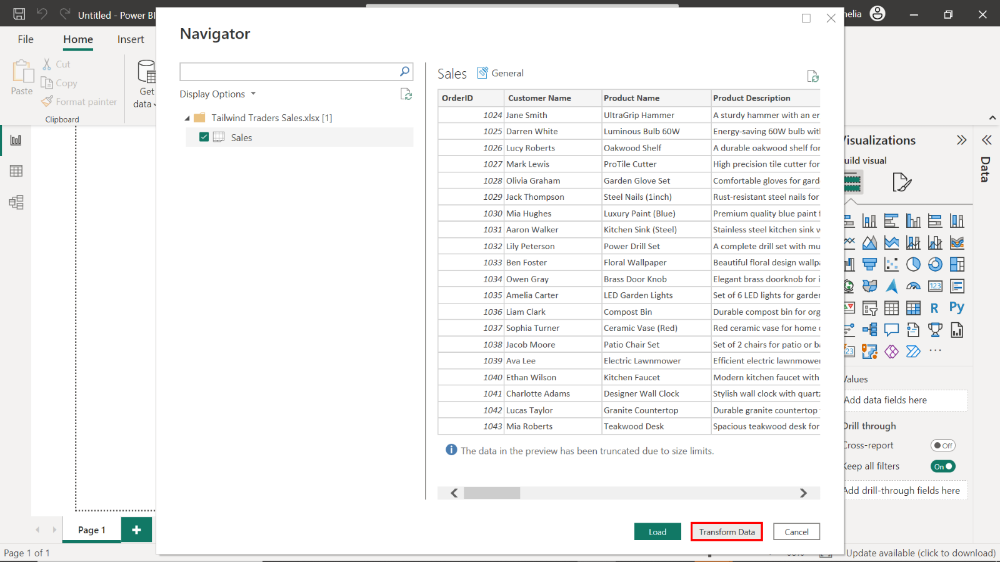 Untitled - Power BI
nelia
File
Home
Insert
Paste
Cut
Copy
Format painter
Clipboard
Get
data
Navigator
Display Options
Tailwind Traders Sales.xlsx [1]
Sales
Sales
General
OrderID Customer Name Product Name Product Description
1024 Jane Smith UltraGrip Hammer A sturdy hammer with an er
1025 Darren White Luminous Bulb 60W Energy-saving 60W bulb wit
1026 Lucy Roberts Oakwood Shelf A durable oakwood shelf for
1027 Mark Lewis ProTile Cutter High precision tile cutter for
1028 Olivia Graham Garden Glove Set Comfortable gloves for gard
1029 Jack Thompson Steel Nails (1inch) Rust-resistant steel nails for
1030 Mia Hughes Luxury Paint (Blue) Premium quality blue paint f
1031 Aaron Walker Kitchen Sink (Steel) Stainless steel kitchen sink w
1032 Lily Peterson Power Drill Set A complete drill set with mu
1033 Ben Foster Floral Wallpaper Beautiful floral design wallpa
1034 Owen Gray Brass Door Knob Elegant brass doorknob for i
1035 Amelia Carter LED Garden Lights Set of 6 LED lights for garder
1036 Liam Clark Compost Bin Durable compost bin for org
1037 Sophia Turner Ceramic Vase (Red) Red ceramic vase for home
1038 Jacob Moore Patio Chair Set Set of 2 chairs for patio or ba
1039 Ava Lee Electric Lawnmower Efficient electric lawnmower
1040 Ethan Wilson Kitchen Faucet Modern kitchen faucet with
1041 Charlotte Adams Designer Wall Clock Stylish wall clock with quartz
1042 Lucas Taylor Granite Countertop Durable granite countertop
1043 Mia Roberts Teakwood Desk Spacious teakwood desk for
The data in the preview has been truncated due to size limits.
Load
Transform Data
Cancel
Visualizations
uild visual
Data
123
R
Py
123
Values
Add data fields here
Drill through
Cross-report
Off
Keep all filters
On
Add drill-through fields here
Page 1
Page 1 of 1
Update available (click to download)